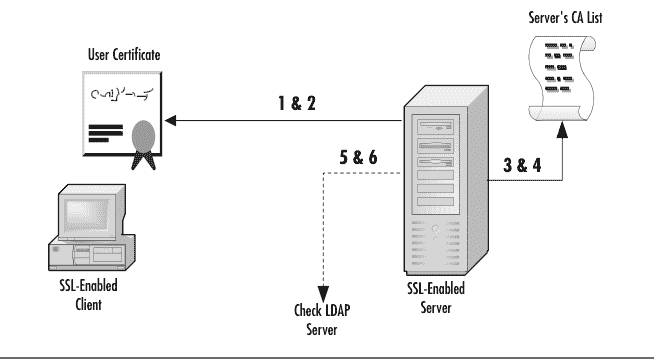 Server's CA List
User Certificate
1 & 2
5 & 6
3 & 4
SSL-Enabled
Client
SSL-Enabled
Server
Check LDAP
Server